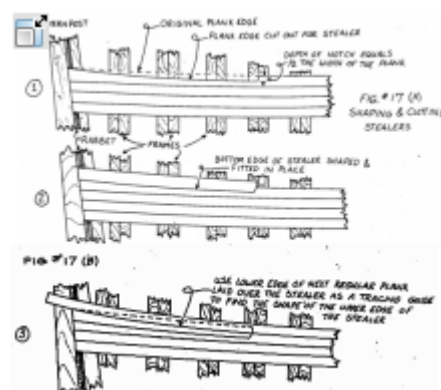 ORIGINAL PLANK EDGE
PLANK EDGE CUT OUT FOR STEALER
DEPTH OF NOTCH EQUALS
THE WIDTH OF THE PLANK
1
FIG. #17 (A)
SHAPING & CUTTING
STEALERS
RABBET
FRAMES
BOTTOM EDGE OF STEALER SHAPED &
FITTED IN PLACE
2
FIG #17 (B)
USE LOWER EDGE OF NEXT REGULAR PLANK
LAID OVER THE STEALER AS A TRACING GUIDE
TO FIND THE SHAPE OF THE UPPER EDGE OF
THE STEALER
3